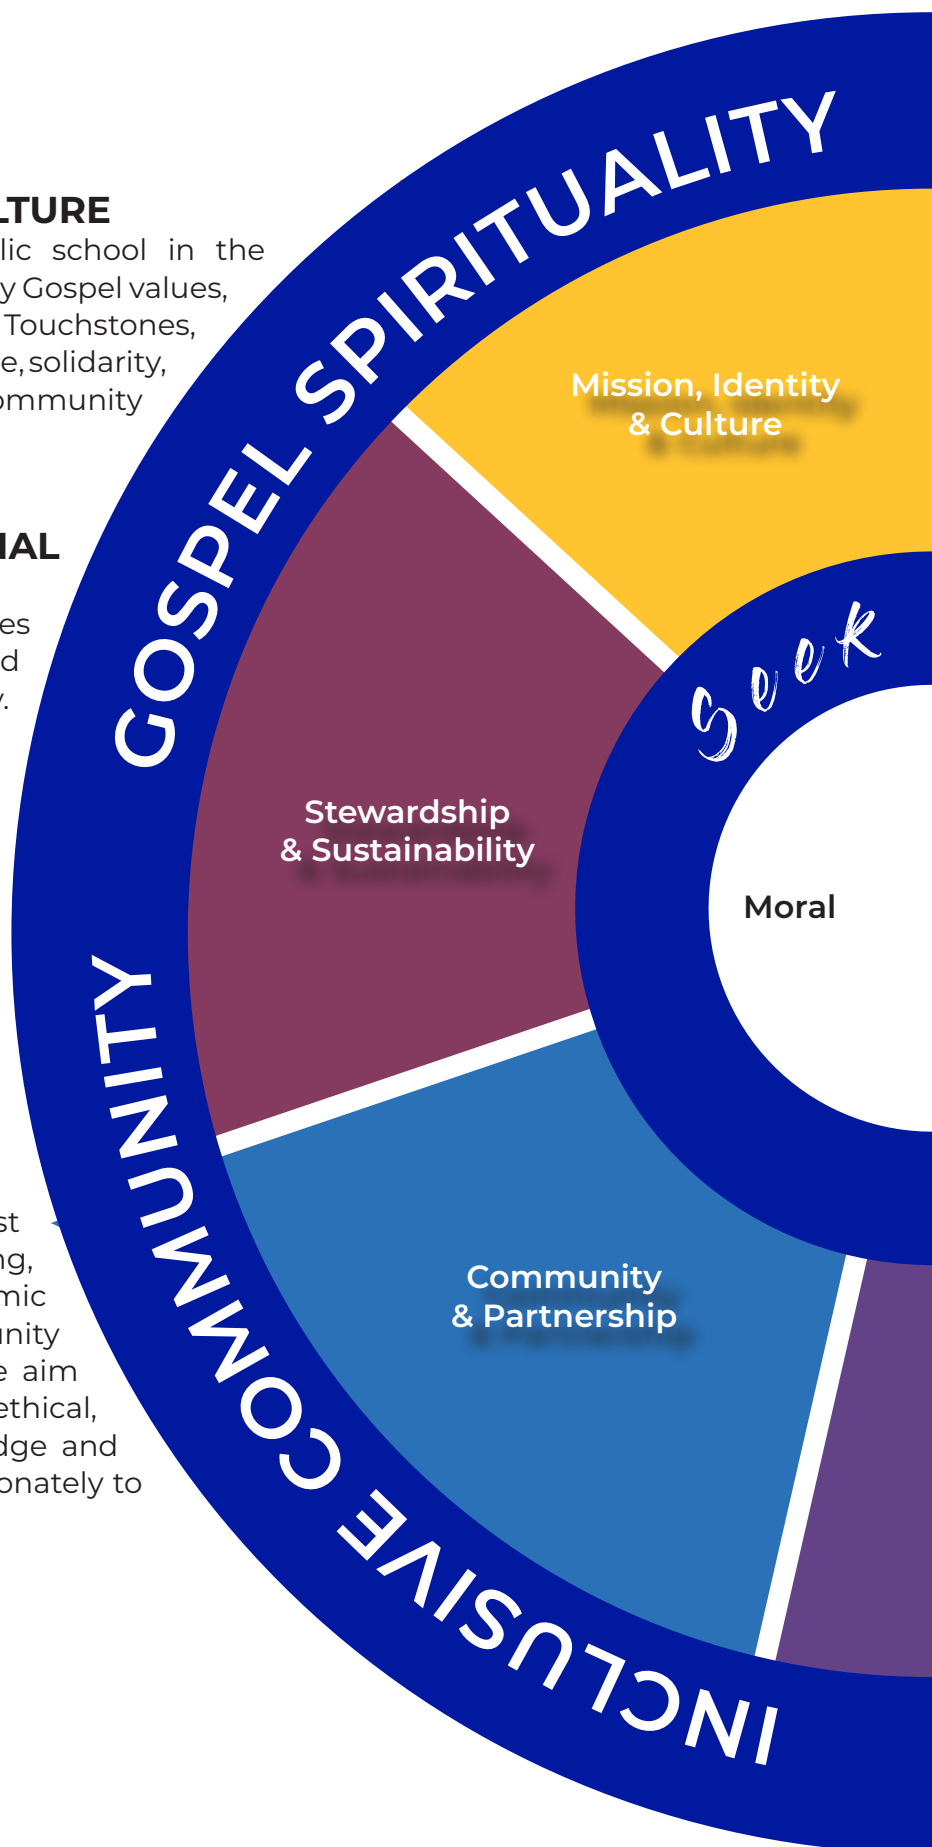 LTURE
lic school in the
y Gospel values,
Touchstones,
e, solidarity,
ommunity
IAL
es
d
y.
st
ng,
mic
unity
e aim
ethical,
dge and
onately to
GOSPEL SPIRITUALITY
INCLUSIVE COMMUNITY
Mission, Identity
& Culture
Stewardship
& Sustainability
Community
& Partnership
Seek
Moral